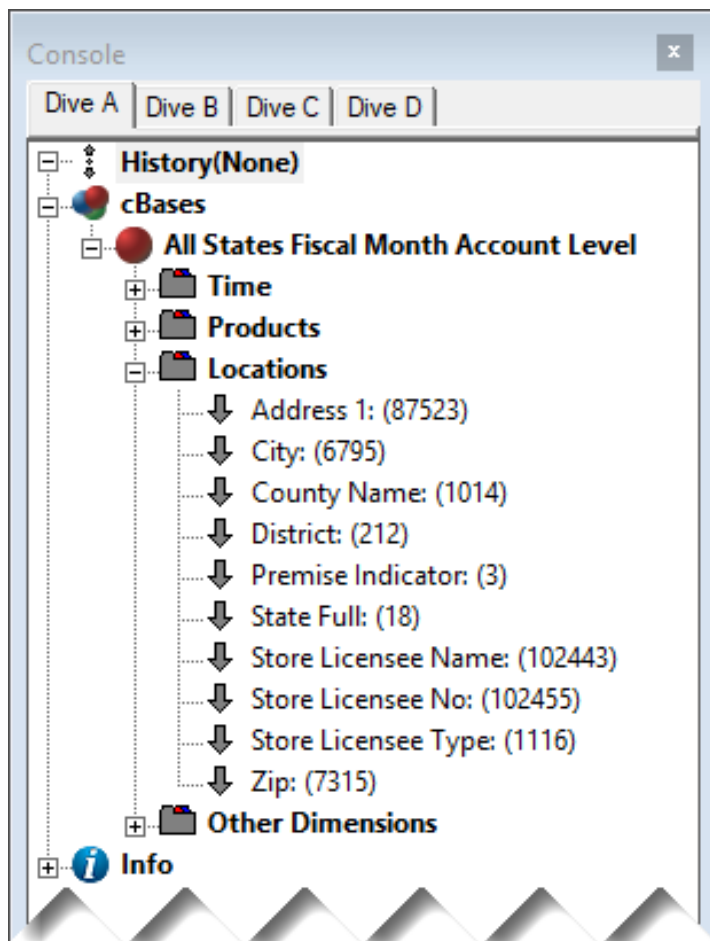 Console
x
Dive A Dive B Dive C Dive D
History(None)
cBases
All States Fiscal Month Account Level
Time
Products
Locations
Address 1: (87523)
City: (6795)
County Name: (1014)
District: (212)
Premise Indicator: (3)
State Full: (18)
Store Licensee Name: (102443)
Store Licensee No: (102455)
Store Licensee Type: (1116)
Zip: (7315)
Other Dimensions
i Info